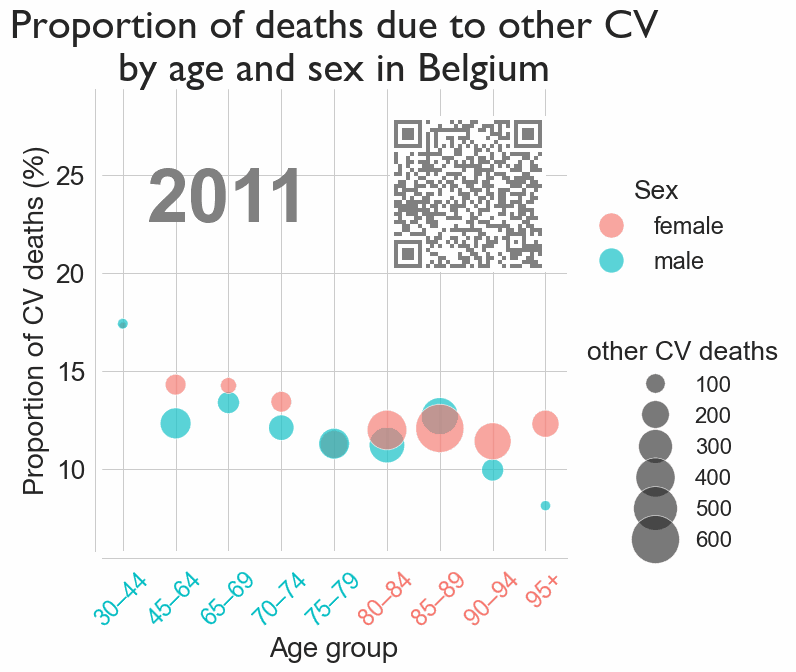 Proportion of deaths due to other CV
by age and sex in Belgium
2011
Proportion of CV deaths (%)
25
20
15
10
30–44
45–64
65–69
70–74
75–79
80–84
85–89
90–94
95+
Age group
Sex
female
male
other CV deaths
100
200
300
400
500
600